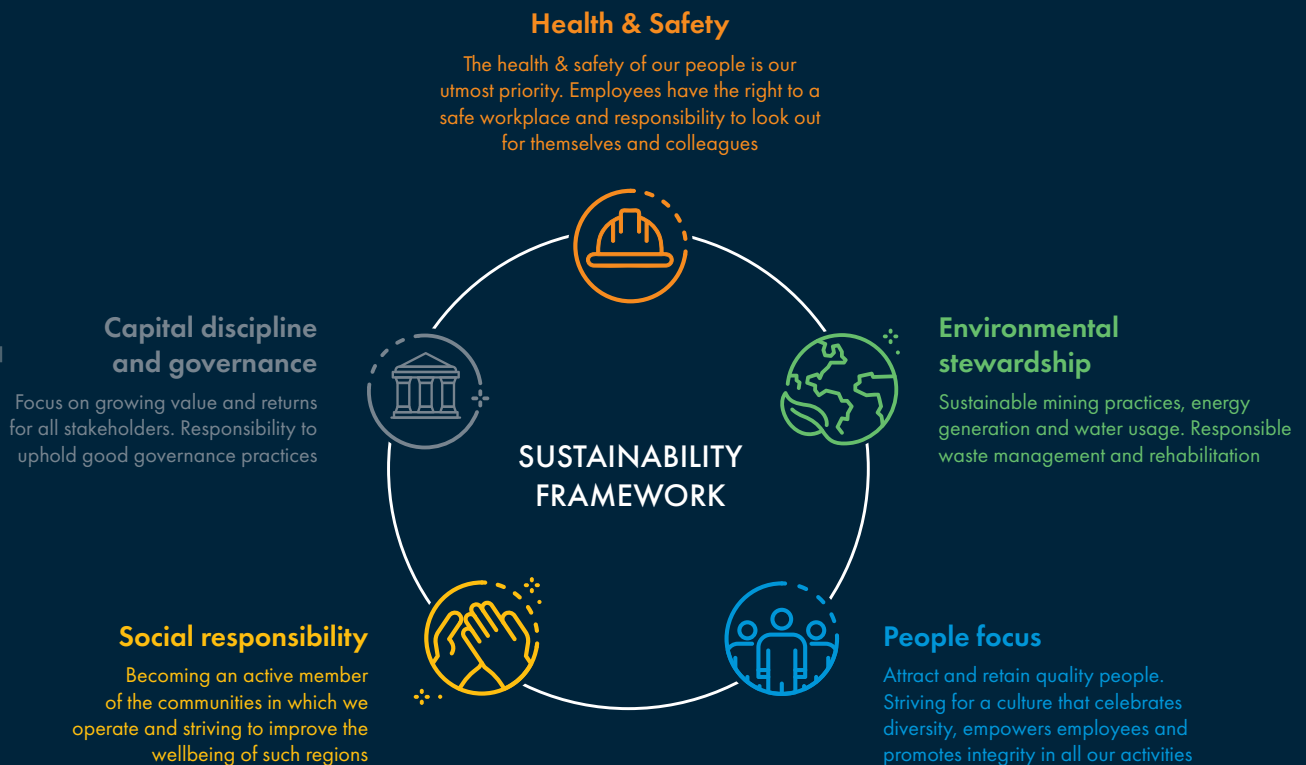 Health & Safety
The health & safety of our people is our
utmost priority. Employees have the right to a
safe workplace and responsibility to look out
for themselves and colleagues
Capital discipline
and governance
Focus on growing value and returns
for all stakeholders. Responsibility to
uphold good governance practices
Environmental
stewardship
Sustainable mining practices, energy
generation and water usage. Responsible
waste management and rehabilitation
SUSTAINABILITY
FRAMEWORK
Social responsibility
Becoming an active member
of the communities in which we
operate and striving to improve the
wellbeing of such regions
People focus
Attract and retain quality people.
Striving for a culture that celebrates
diversity, empowers employees and
promotes integrity in all our activities